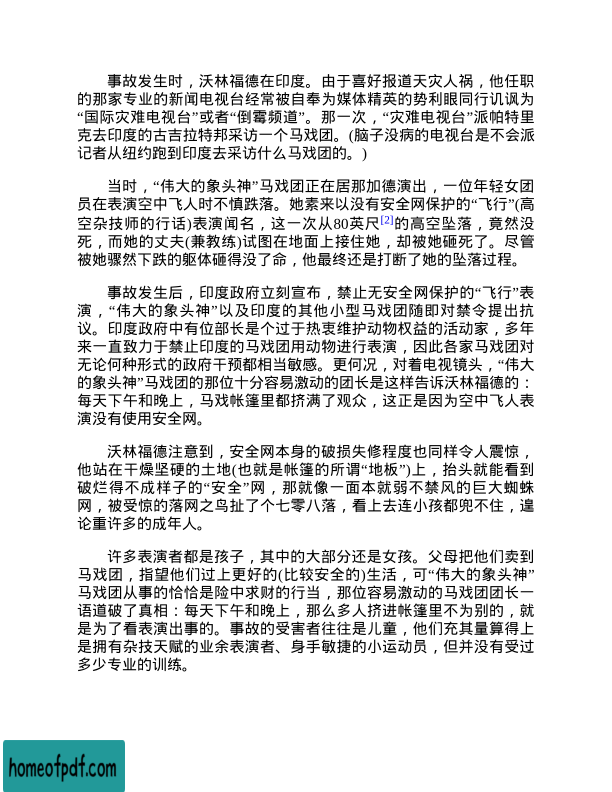 事故发生时，沃林福德在印度。由于喜好报道天灾人祸，他任职
的那家专业的新闻电视台经常被自奉为媒体精英的势利眼同行讥讽为
“国际灾难电视台”或者“倒霉频道”。那一次，“灾难电视台”派帕特里
克去印度的古吉拉特邦采访一个马戏团。(脑子没病的电视台是不会派
记者从纽约跑到印度去采访什么马戏团的。)
当时，“伟大的象头神”马戏团正在居那加德演出，一位年轻女团
员在表演空中飞人时不慎跌落。她素来以没有安全网保护的“飞行”(高
空杂技师的行话)表演闻名，这一次从80英尺[2]的高空坠落，竟然没
死，而她的丈夫(兼教练)试图在地面上接住她，却被她砸死了。尽管
被她骤然下跌的躯体砸得没了命，他最终还是打断了她的坠落过程。
事故发生后，印度政府立刻宣布，禁止无安全网保护的“飞行”表
演，“伟大的象头神”以及印度的其他小型马戏团随即对禁令提出抗
议。印度政府中有位部长是个过于热衷维护动物权益的活动家，多年
来一直致力于禁止印度的马戏团用动物进行表演，因此各家马戏团对
无论何种形式的政府干预都相当敏感。更何况，对着电视镜头，“伟大
的象头神”马戏团的那位十分容易激动的团长是这样告诉沃林福德的：
每天下午和晚上，马戏帐篷里都挤满了观众，这正是因为空中飞人表
演没有使用安全网。
沃林福德注意到，安全网本身的破损失修程度也同样令人震惊，
他站在干燥坚硬的土地(也就是帐篷的所谓“地板”)上，抬头就能看到
破烂得不成样子的“安全”网，那就像一面本就弱不禁风的巨大蜘蛛
网，被受惊的落网之鸟扯了个七零八落，看上去连小孩都兜不住，遑
论重许多的成年人。
许多表演者都是孩子，其中的大部分还是女孩。父母把他们卖到
马戏团，指望他们过上更好的(比较安全的)生活，可“伟大的象头神”
马戏团从事的恰恰是险中求财的行当，那位容易激动的马戏团团长一
语道破了真相：每天下午和晚上，那么多人挤进帐篷里不为别的，就
是为了看表演出事的。事故的受害者往往是儿童，他们充其量算得上
是拥有杂技天赋的业余表演者、身手敏捷的小运动员，但并没有受过
多少专业的训练。
homeofpdf.com